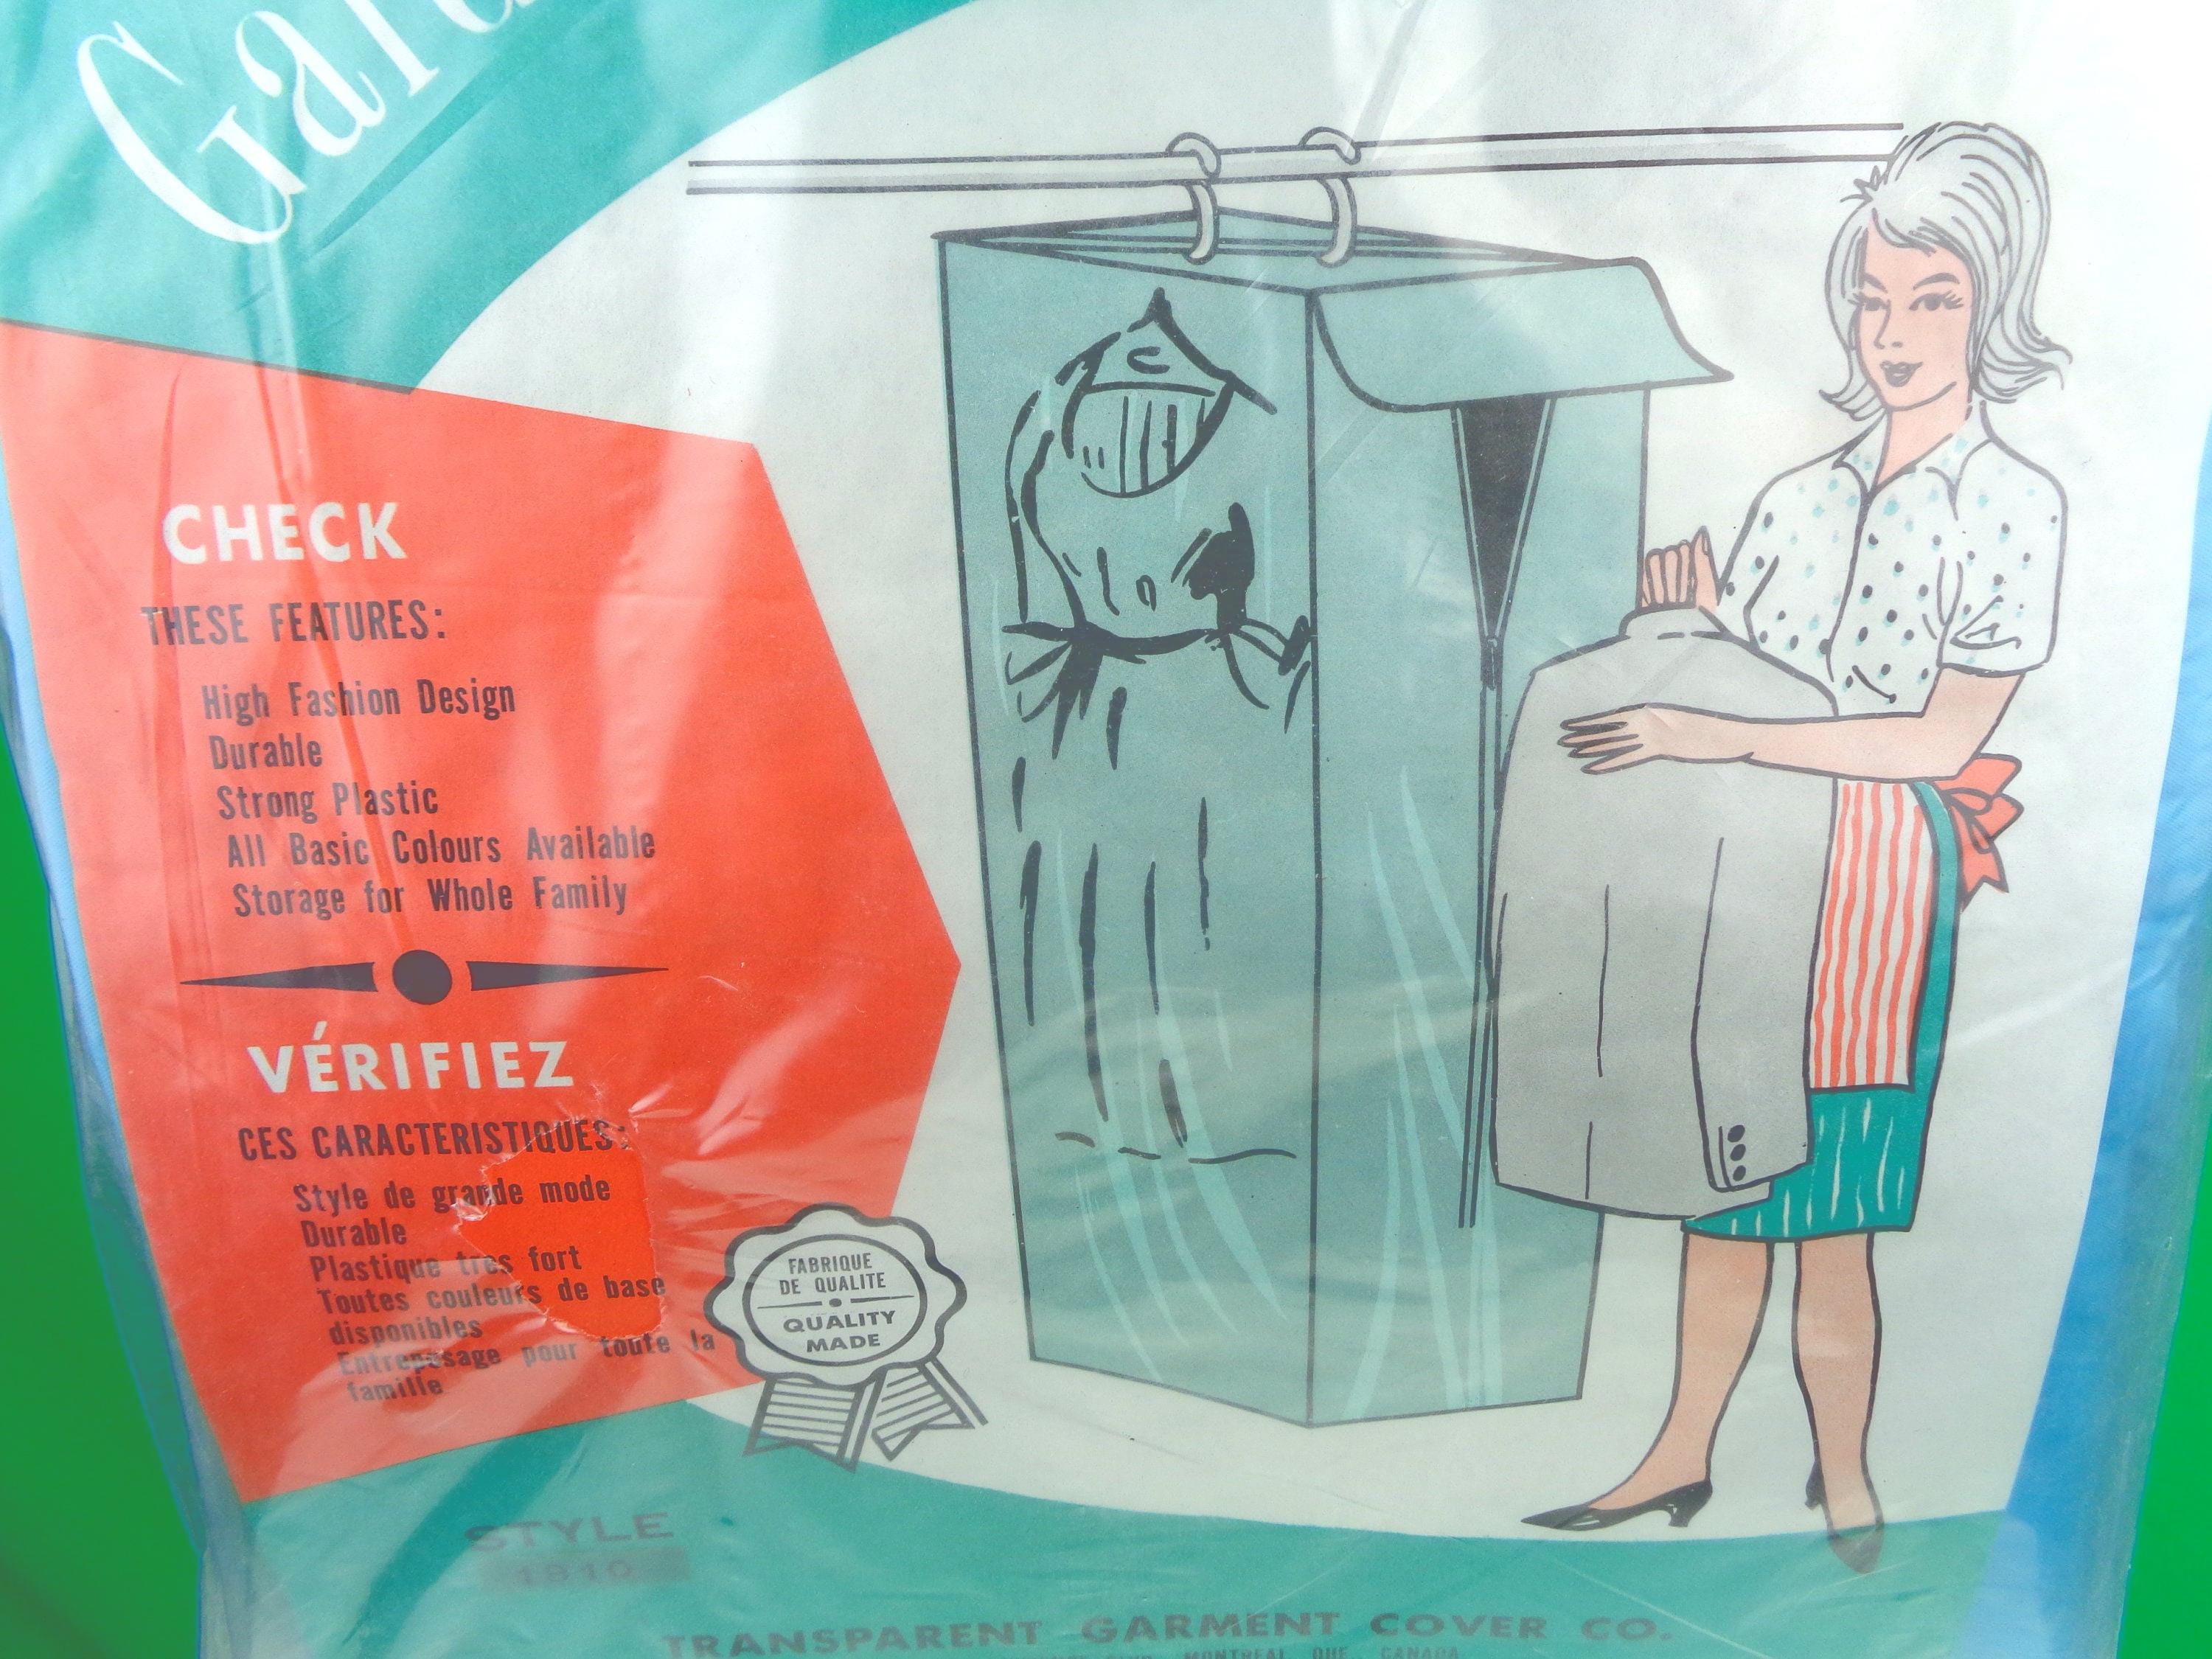 CHECK
THESE FEATURES:
High Fashion Design
Durable
Strong Plastic
All Basic Colours Available
Storage for Whole Family
VÉRIFIEZ
CES CARACTERISTIQUES:
Style de grande mode
Durable
Plastique tres fort
Toutes couleurs de base
disponibles
Entreposage pour toute la
famille
FABRIQUE
DE QUALITE
QUALITY
MADE
STYLE
1910
TRANSPARENT GARMENT COVER CO.
MONTREAL QUE. CANADA